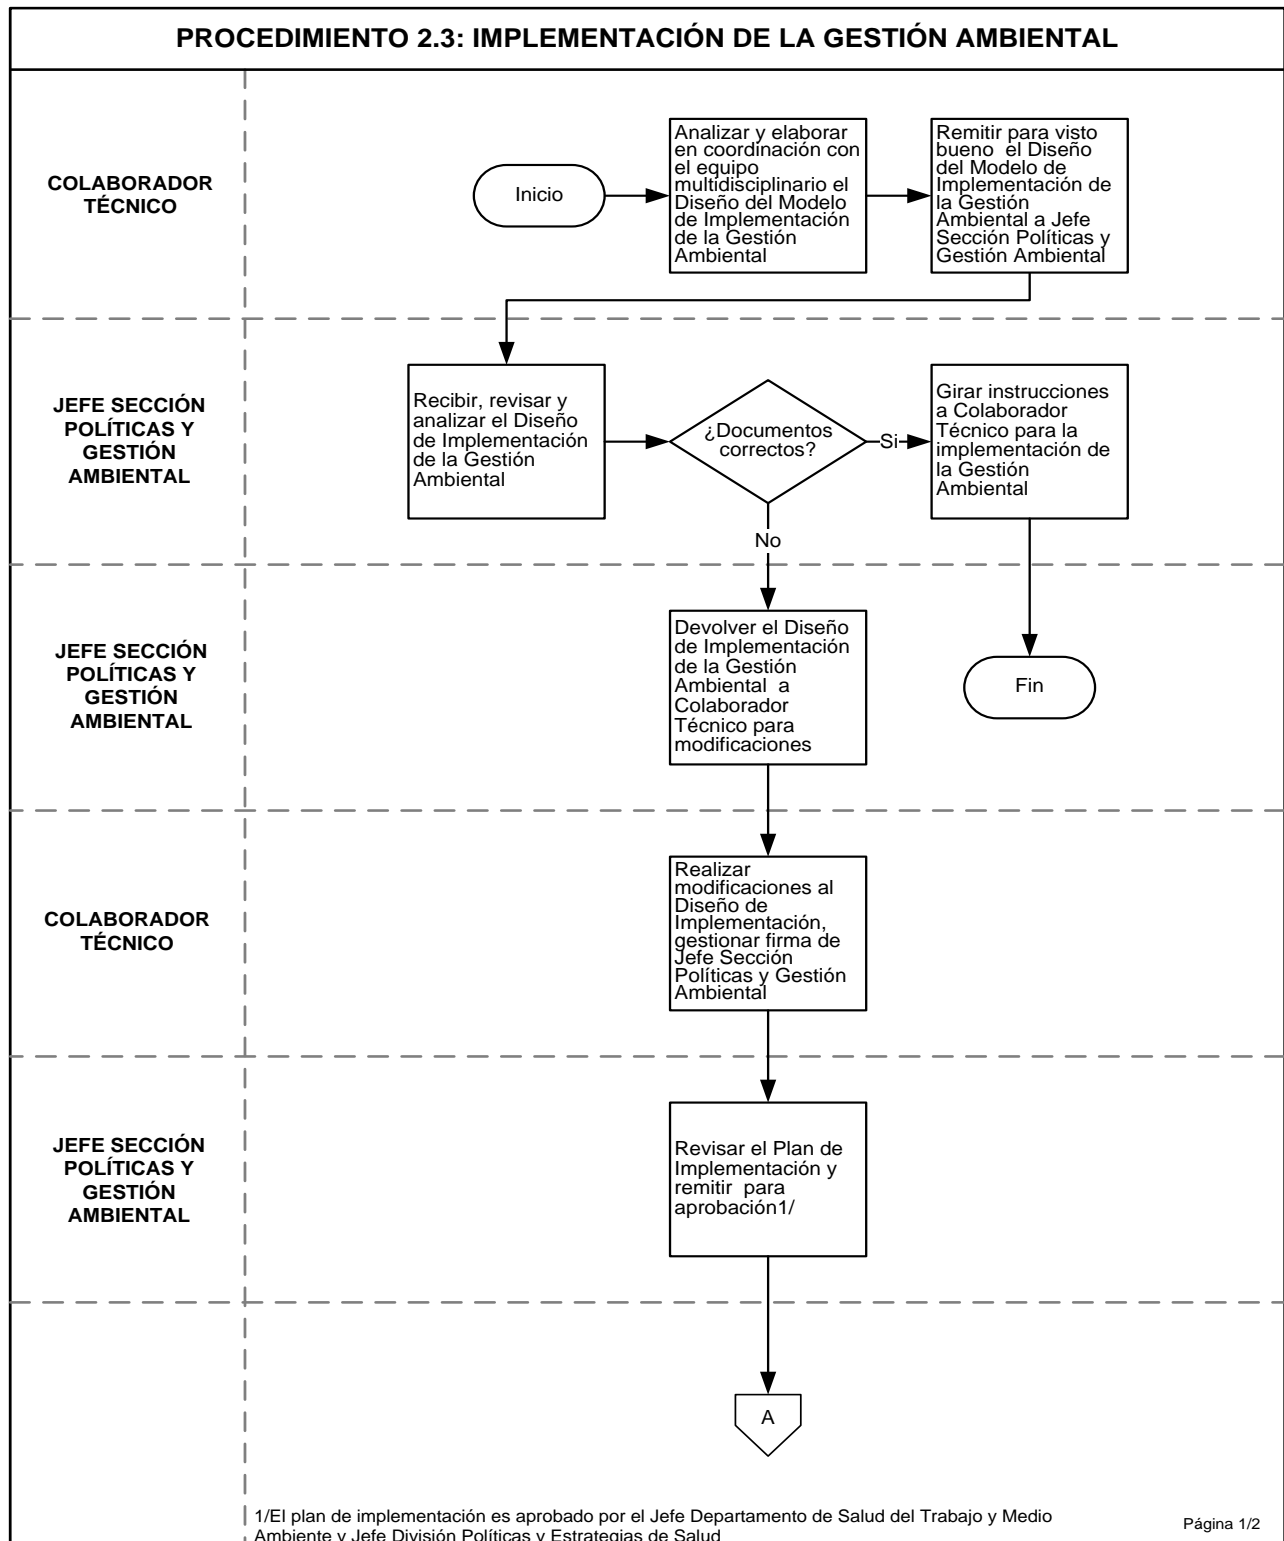 PROCEDIMIENTO 2.3: IMPLEMENTACIÓN DE LA GESTIÓN AMBIENTAL
COLABORADOR
TÉCNICO
Inicio
Analizar y elaborar
en coordinación con
el equipo
multidisciplinario el
Diseño del Modelo
de Implementación
de la Gestión
Ambiental
Remitir para visto
bueno  el Diseño
del Modelo de
Implementación de
la Gestión
Ambiental a Jefe
Sección Políticas y
Gestión Ambiental
JEFE SECCIÓN
POLÍTICAS Y
GESTIÓN
AMBIENTAL
Recibir, revisar y
analizar el Diseño
de Implementación
de la Gestión
Ambiental
¿Documentos
correctos?
Si
Girar instrucciones
a Colaborador
Técnico para la
implementación de
la Gestión
Ambiental
No
JEFE SECCIÓN
POLÍTICAS Y
GESTIÓN
AMBIENTAL
Devolver el Diseño
de Implementación
de la Gestión
Ambiental  a
Colaborador
Técnico para
modificaciones
Fin
COLABORADOR
TÉCNICO
Realizar
modificaciones al
Diseño de
Implementación,
gestionar firma de
Jefe Sección
Políticas y Gestión
Ambiental
JEFE SECCIÓN
POLÍTICAS Y
GESTIÓN
AMBIENTAL
Revisar el Plan de
Implementación y
remitir  para
aprobación1/
A
1/El plan de implementación es aprobado por el Jefe Departamento de Salud del Trabajo y Medio
Ambiente y Jefe División Políticas y Estrategias de Salud
Página 1/2